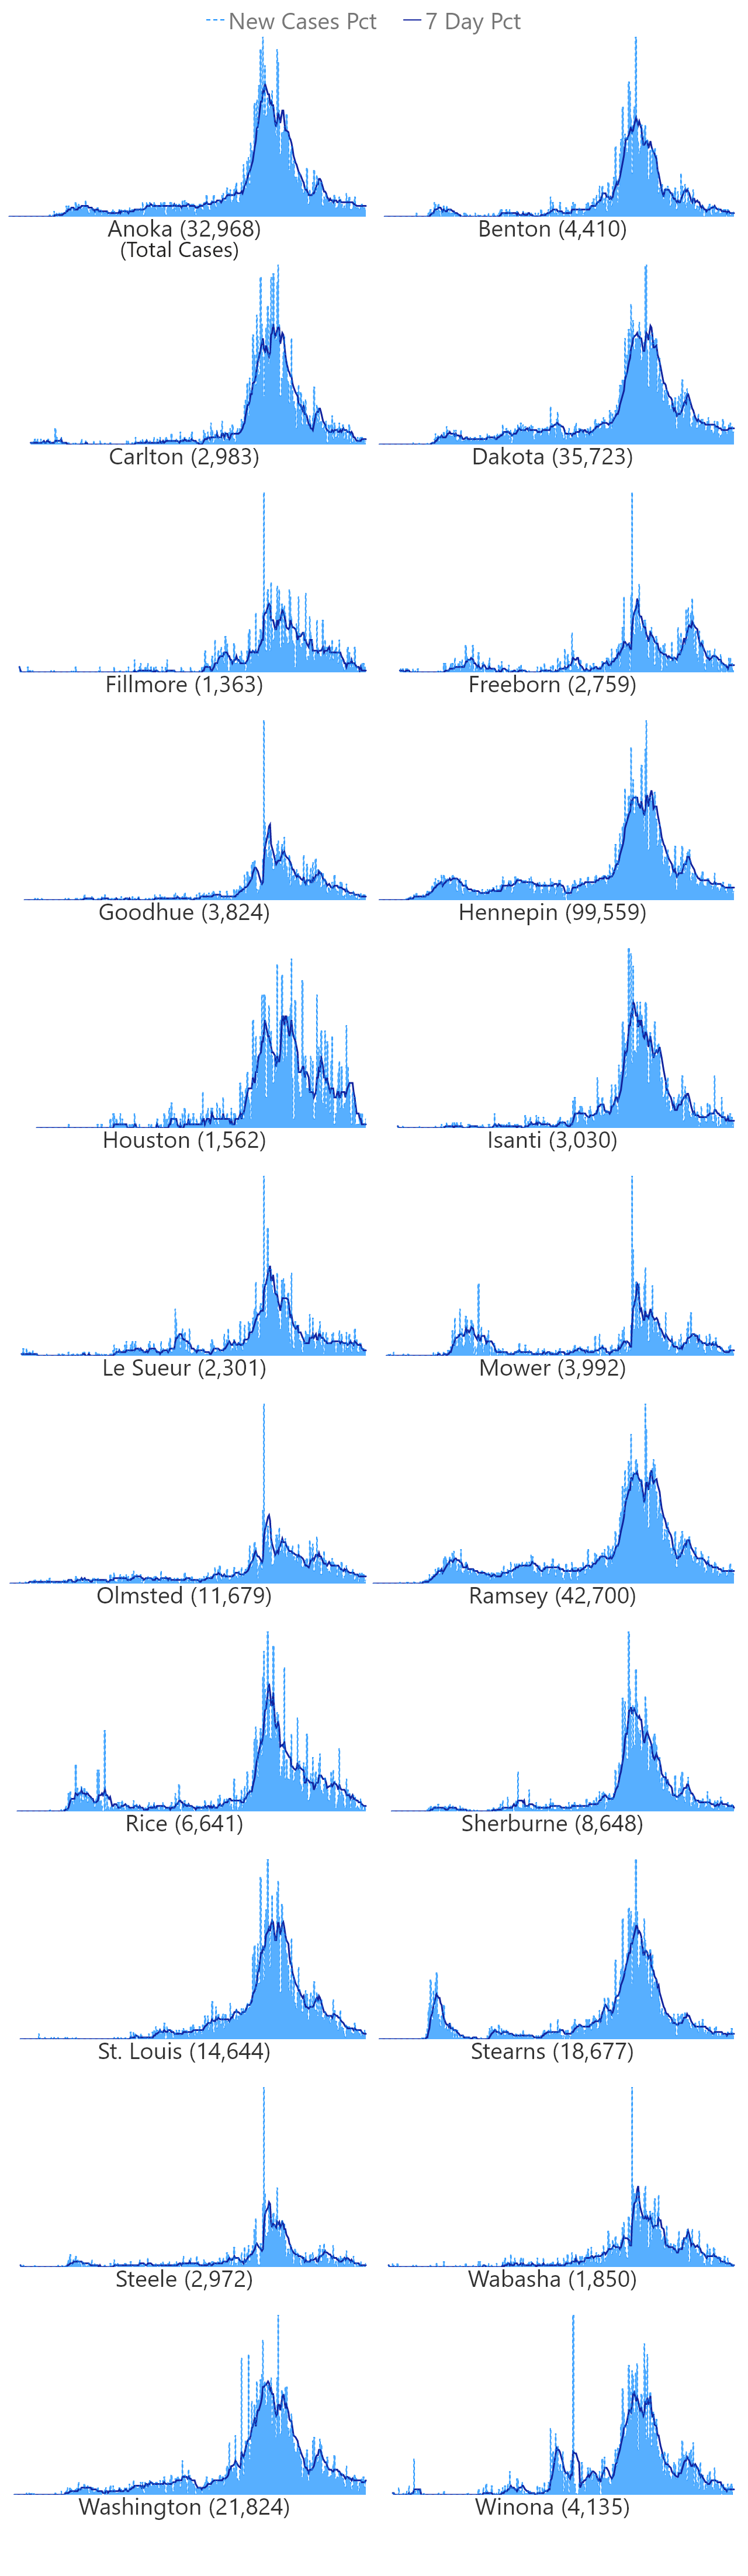 New Cases Pct 7 Day Pct
Anoka (32,968)
(Total Cases)
Benton (4,410)
Carlton (2,983)
Dakota (35,723)
Fillmore (1,363)
Freeborn (2,759)
Goodhue (3,824)
Hennepin (99,559)
Houston (1,562)
Isanti (3,030)
Le Sueur (2,301)
Mower (3,992)
Olmsted (11,679)
Ramsey (42,700)
Rice (6,641)
Sherburne (8,648)
St. Louis (14,644)
Stearns (18,677)
Steele (2,972)
Wabasha (1,850)
Washington (21,824)
Winona (4,135)